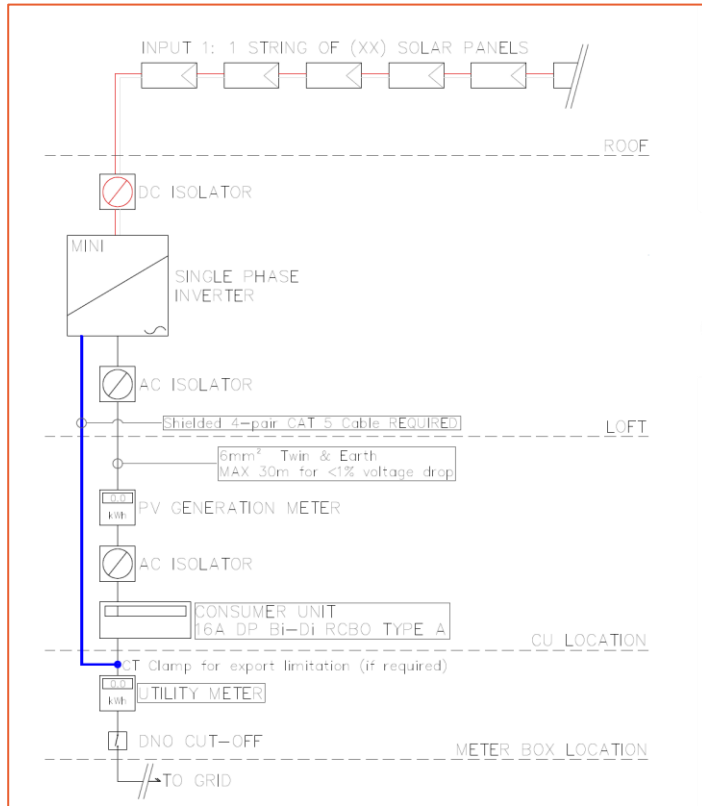 INPUT 1: 1 STRING OF (XX) SOLAR PANELS
ROOF
DC ISOLATOR
MINI
SINGLE PHASE
INVERTER
AC ISOLATOR
Shielded 4-pair CAT 5 Cable REQUIRED
LOFT
6mm² Twin & Earth
MAX 30m for <1% voltage drop
0.0
kWh
PV GENERATION METER
AC ISOLATOR
CONSUMER UNIT
16A DP Bi-Di RCBO TYPE A
CU LOCATION
CT Clamp for export limitation (if required)
0.0
kWh
UTILITY METER
DNO CUT-OFF
METER BOX LOCATION
TO GRID